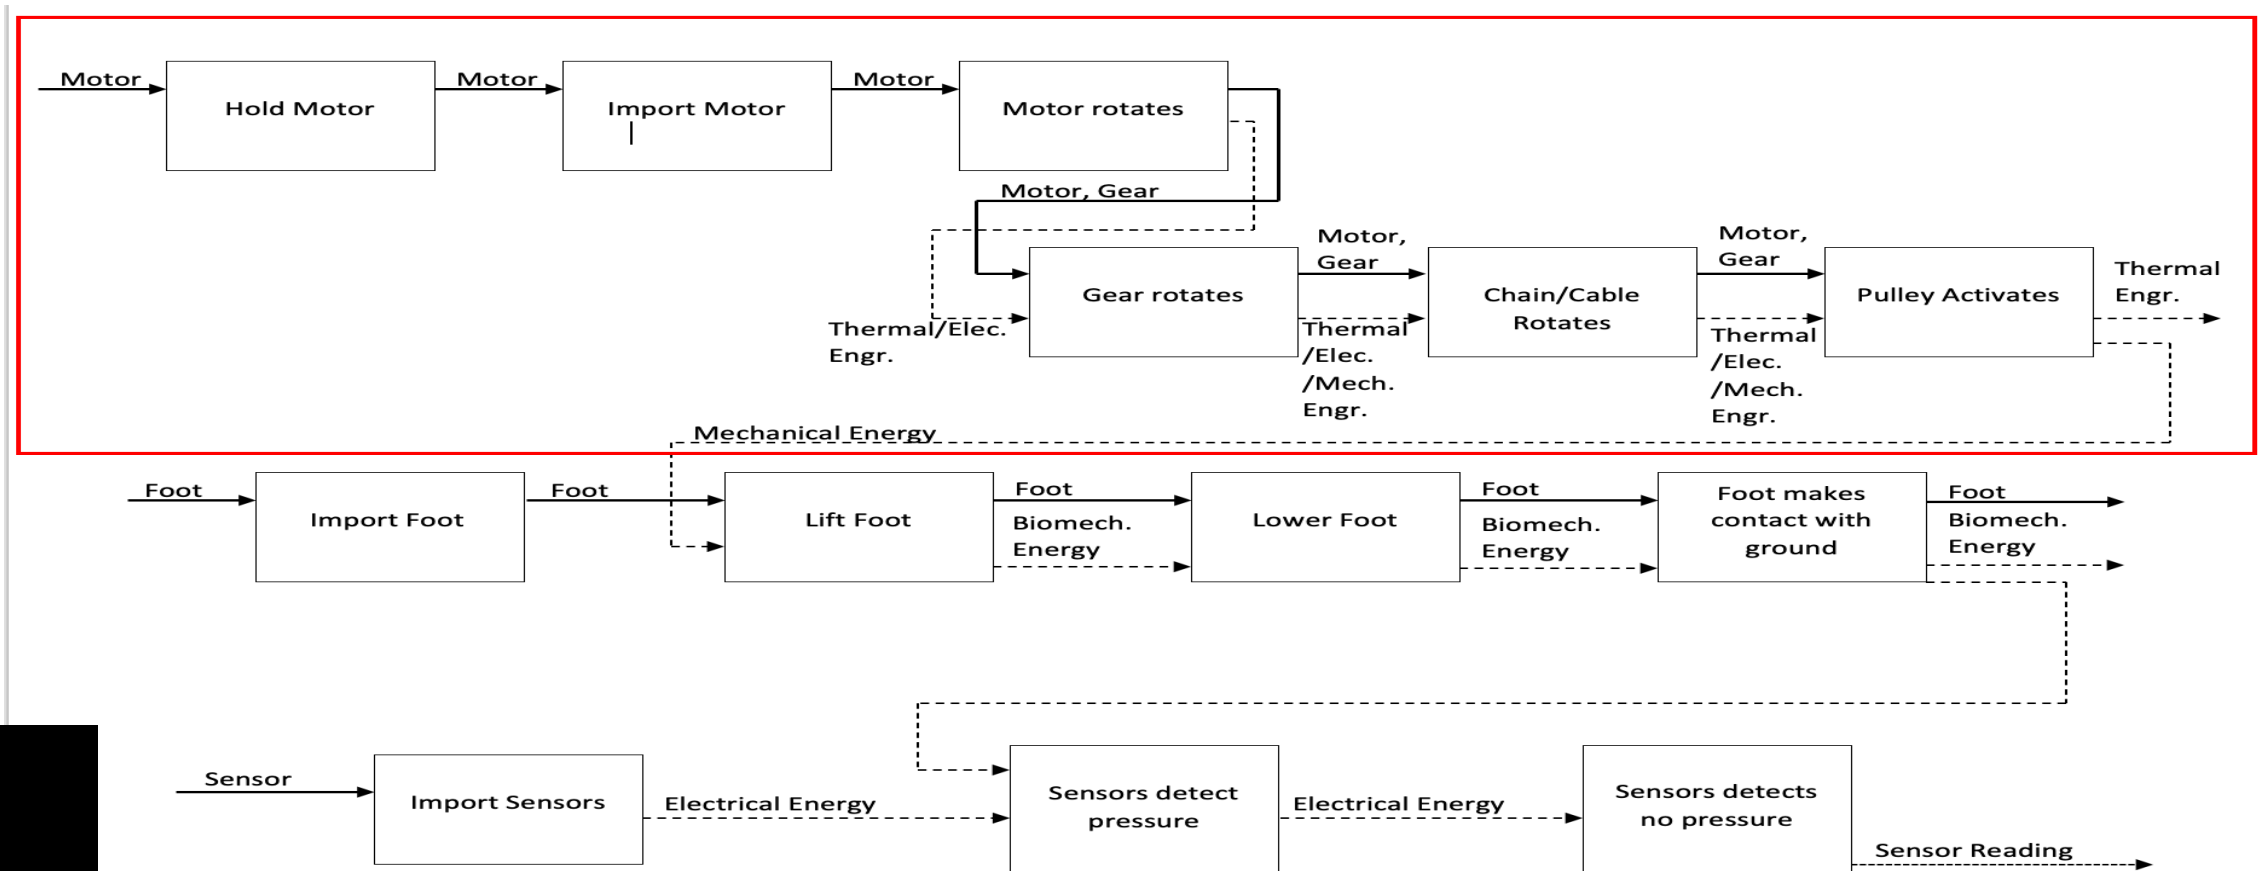 Motor
Hold Motor
Motor
Import Motor
Motor
Motor rotates
Motor, Gear
Thermal/Elec.
Engr.
Gear rotates
Motor,
Gear
Thermal
/Elec.
/Mech.
Engr.
Chain/Cable
Rotates
Motor,
Gear
Thermal
/Elec.
/Mech.
Engr.
Pulley Activates
Thermal
Engr.
Mechanical Energy
Foot
Import Foot
Foot
Lift Foot
Foot
Biomech.
Energy
Lower Foot
Foot
Biomech.
Energy
Foot makes
contact with
ground
Foot
Biomech.
Energy
Sensor
Import Sensors
Electrical Energy
Sensors detect
pressure
Electrical Energy
Sensors detects
no pressure
Sensor Reading